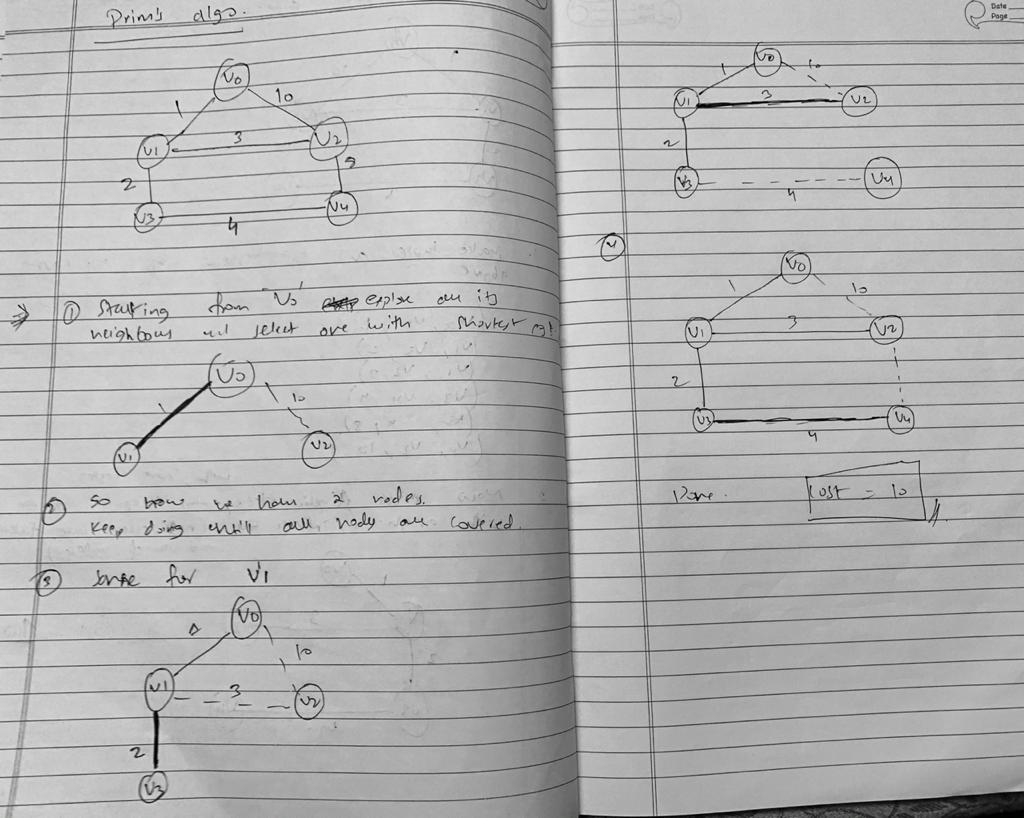 Prim's algo.
V0
1
10
V1
3
V2
2
V3
4
V4
⇒ ① Starting from V0 explore all its
neighbours and select one with shortest
V0
1
10
V1
V2
② so now we have 2 nodes.
Keep doing untill all nodes are covered.
③ Same for V1
V0
10
V1
3
V2
2
V3
Date
Page
V0
1
10
V1
3
V2
2
V3
4
V4
④
V0
1
10
V1
3
V2
2
V3
4
V4
Done.
Cost = 10